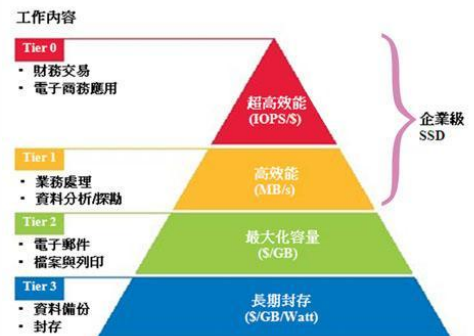 工作內容
Tier 0
• 財務交易
• 電子商務應用
超高效能
(IOPS/$)
企業級
SSD
Tier 1
• 業務處理
• 資料分析/探勘
高效能
(MB/s)
Tier 2
• 電子郵件
• 檔案與列印
最大化容量
($/GB)
Tier 3
• 資料備份
• 封存
長期封存
($/GB/Watt)